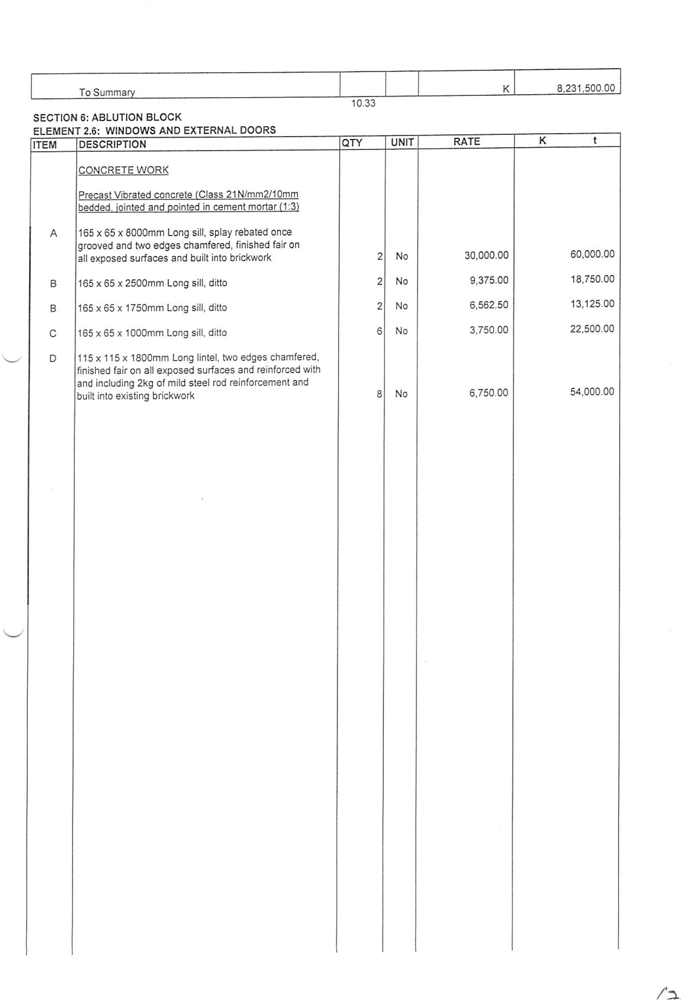 To Summary K 8,231,500.00
10.33
SECTION 6: ABLUTION BLOCK
ELEMENT 2.6: WINDOWS AND EXTERNAL DOORS
ITEM DESCRIPTION QTY UNIT RATE K t
CONCRETE WORK
Precast Vibrated concrete (Class 21N/mm2/10mm
bedded, jointed and pointed in cement mortar (1:3)
A 165 x 65 x 8000mm Long sill, splay rebated once
grooved and two edges chamfered, finished fair on
all exposed surfaces and built into brickwork 2 No 30,000.00 60,000.00
B 165 x 65 x 2500mm Long sill, ditto 2 No 9,375.00 18,750.00
B 165 x 65 x 1750mm Long sill, ditto 2 No 6,562.50 13,125.00
C 165 x 65 x 1000mm Long sill, ditto 6 No 3,750.00 22,500.00
D 115 x 115 x 1800mm Long lintel, two edges chamfered,
finished fair on all exposed surfaces and reinforced with
and including 2kg of mild steel rod reinforcement and
built into existing brickwork 8 No 6,750.00 54,000.00